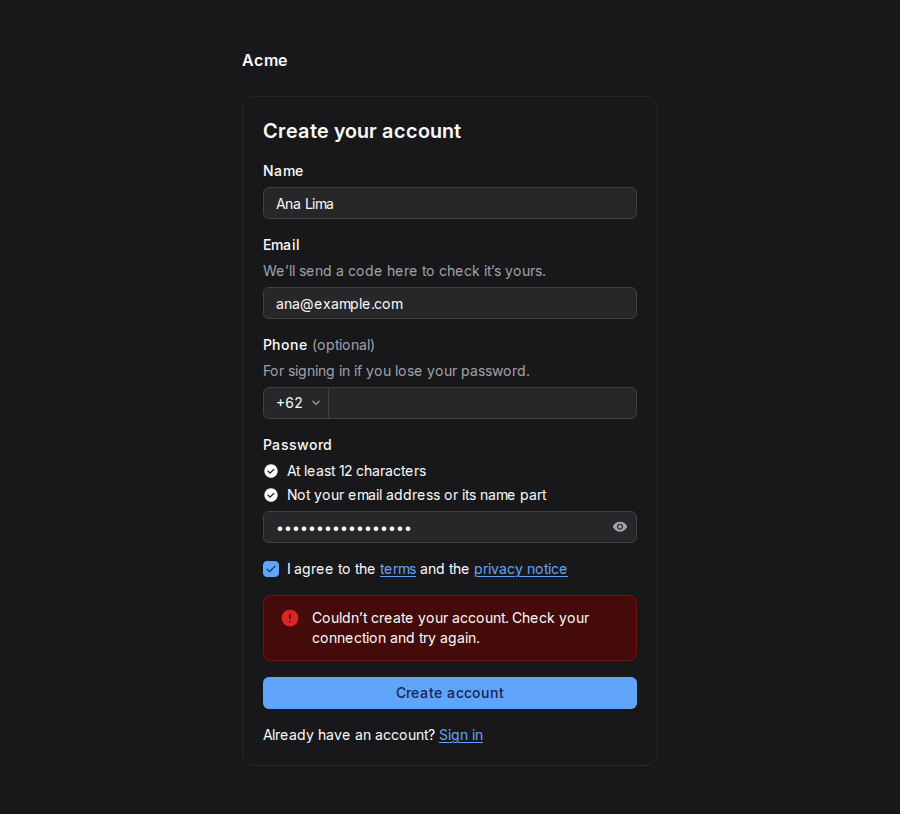 Acme
Create your account
Name
Ana Lima
Email
We’ll send a code here to check it’s yours.
ana@example.com
Phone (optional)
For signing in if you lose your password.
+62
Password
At least 12 characters
Not your email address or its name part
•••••••••••••••••
I agree to the terms and the privacy notice
Couldn’t create your account. Check your
connection and try again.
Create account
Already have an account? Sign in